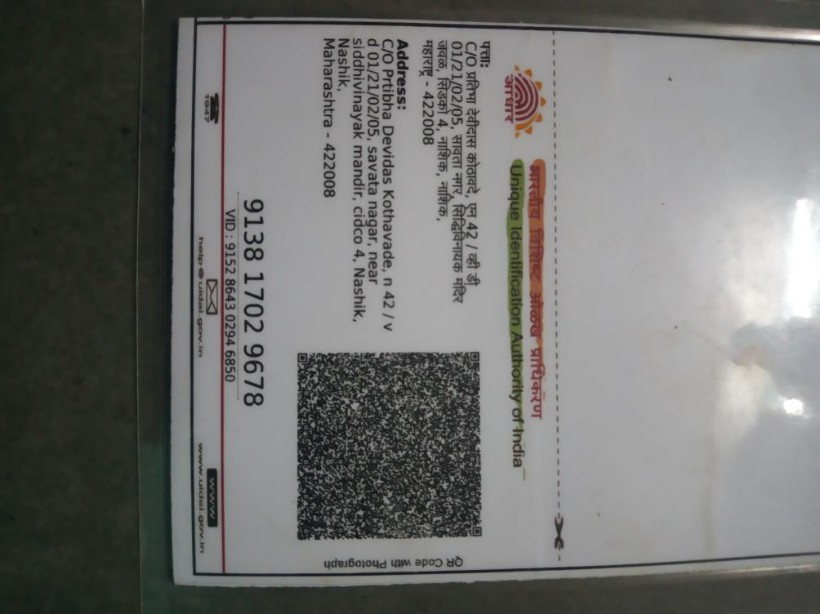 भारतीय विशिष्ट ओळख प्राधिकरण
Unique Identification Authority of India
आधार
पत्ता:
C/O प्रतिभा देवीदास कोठावदे, एन 42 / व्ही डी
01/21/02/05, सावता नगर, सिद्धिविनायक मंदिर
जवळ, सिडको 4, नाशिक, नाशिक,
महाराष्ट्र - 422008
Address:
C/O Prtibha Devidas Kothavade, n 42 / v
d 01/21/02/05, savata nagar, near
siddhivinayak mandir, cidco 4, Nashik,
Nashik,
Maharashtra - 422008
QR Code with Photograph
9138 1702 9678
VID : 9152 8643 0294 6850
1947
help@uidai.gov.in
www
www.uidai.gov.in